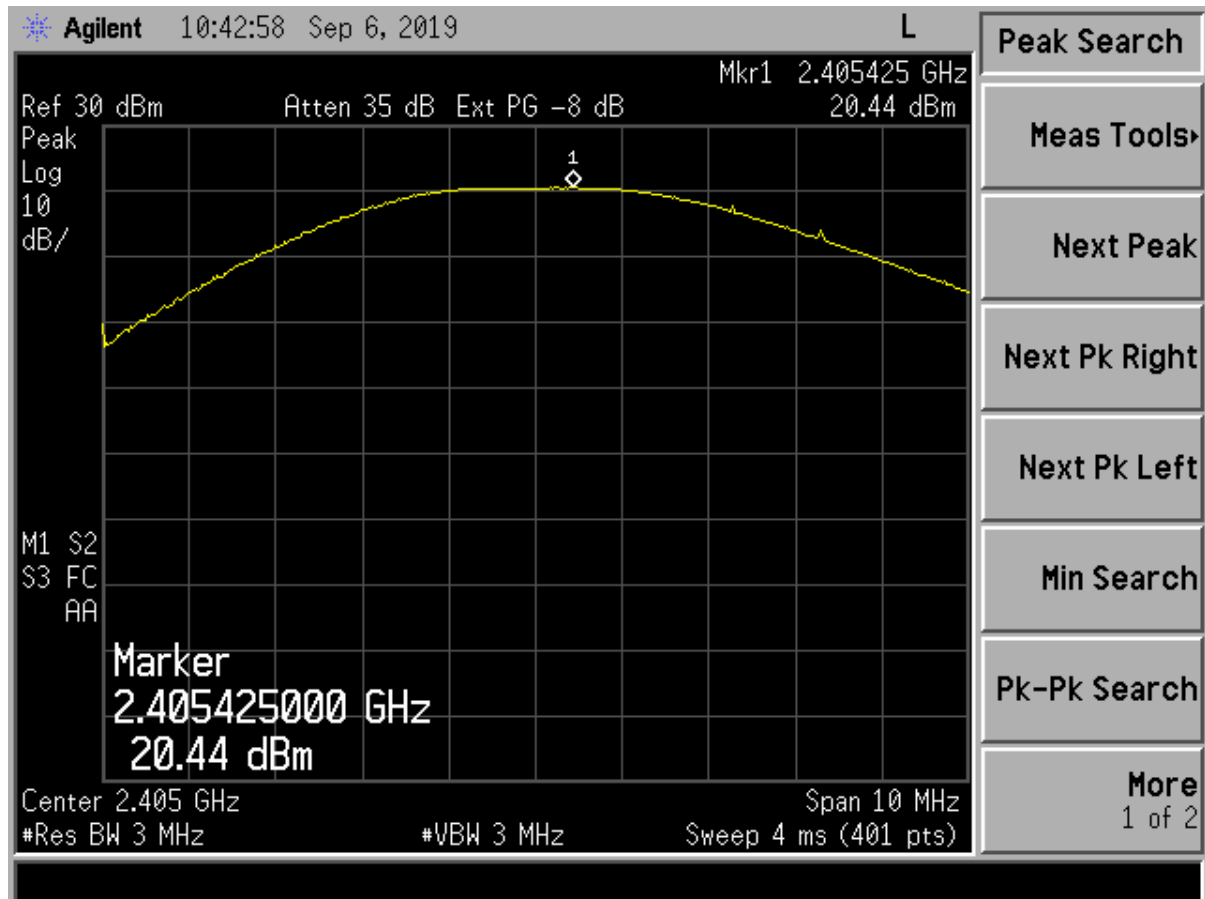 Agilent 10:42:58 Sep 6, 2019 L
Mkr1 2.405425 GHz
Ref 30 dBm Atten 35 dB Ext PG -8 dB 20.44 dBm
Peak
Log
10
dB/
1
M1 S2
S3 FC
AA
Marker
2.405425000 GHz
20.44 dBm
Center 2.405 GHz Span 10 MHz
#Res BW 3 MHz #VBW 3 MHz Sweep 4 ms (401 pts)
Peak Search
Meas Tools
Next Peak
Next Pk Right
Next Pk Left
Min Search
Pk-Pk Search
More
1 of 2